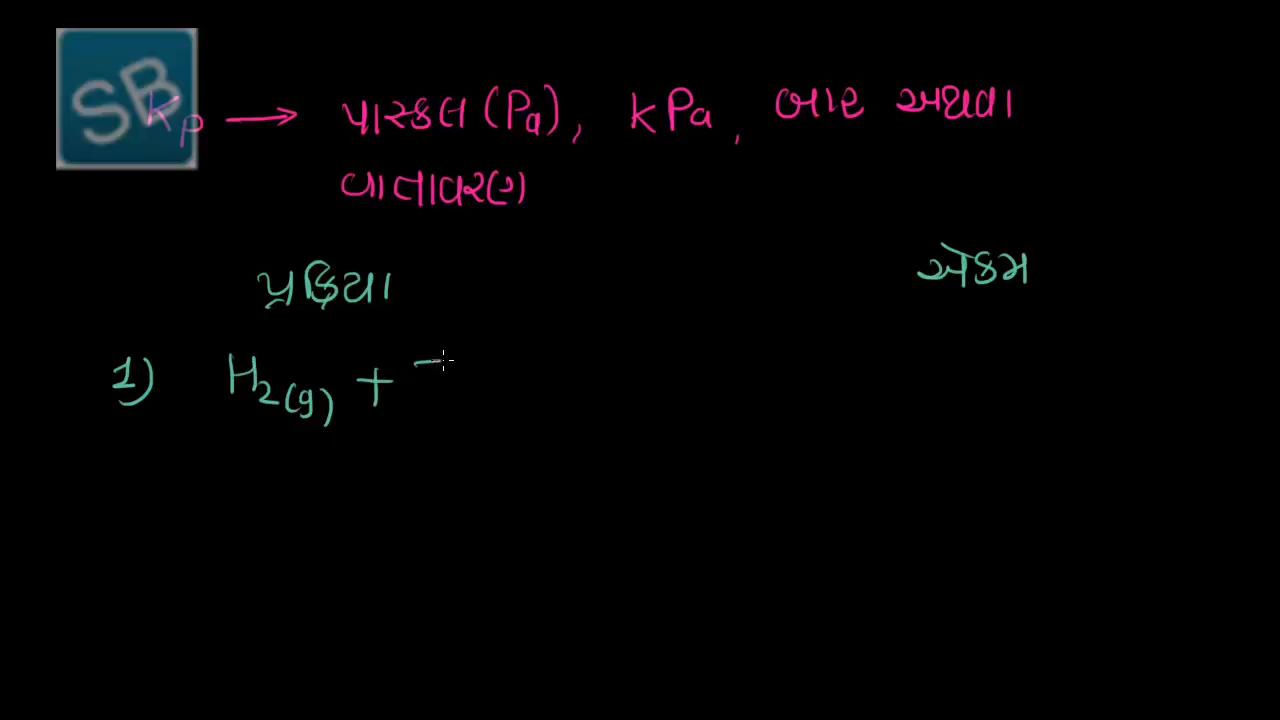 SB
Kp → પાસ્કલ (Pa), kPa, બાર અથવા
વાતાવરણ
પ્રક્રિયા એકમ
1) H2(g) +